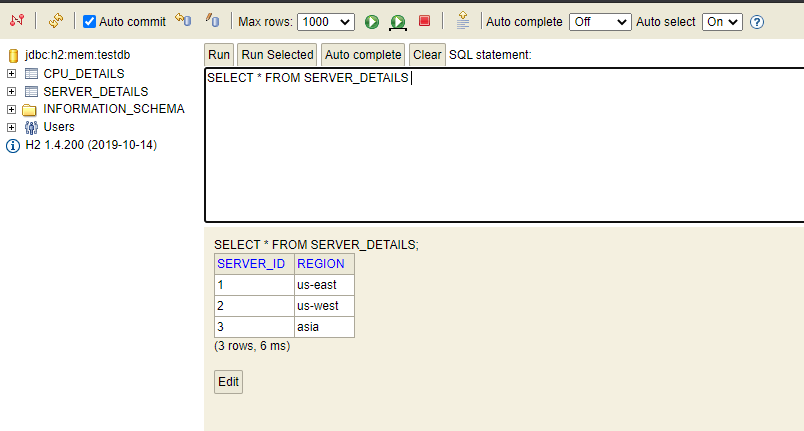 Auto commit Max rows: 1000 Auto complete Off Auto select On
jdbc:h2:mem:testdb
CPU_DETAILS
SERVER_DETAILS
INFORMATION_SCHEMA
Users
H2 1.4.200 (2019-10-14)
Run Run Selected Auto complete Clear SQL statement:
SELECT * FROM SERVER_DETAILS
SELECT * FROM SERVER_DETAILS;
SERVER_ID REGION
1 us-east
2 us-west
3 asia
(3 rows, 6 ms)
Edit